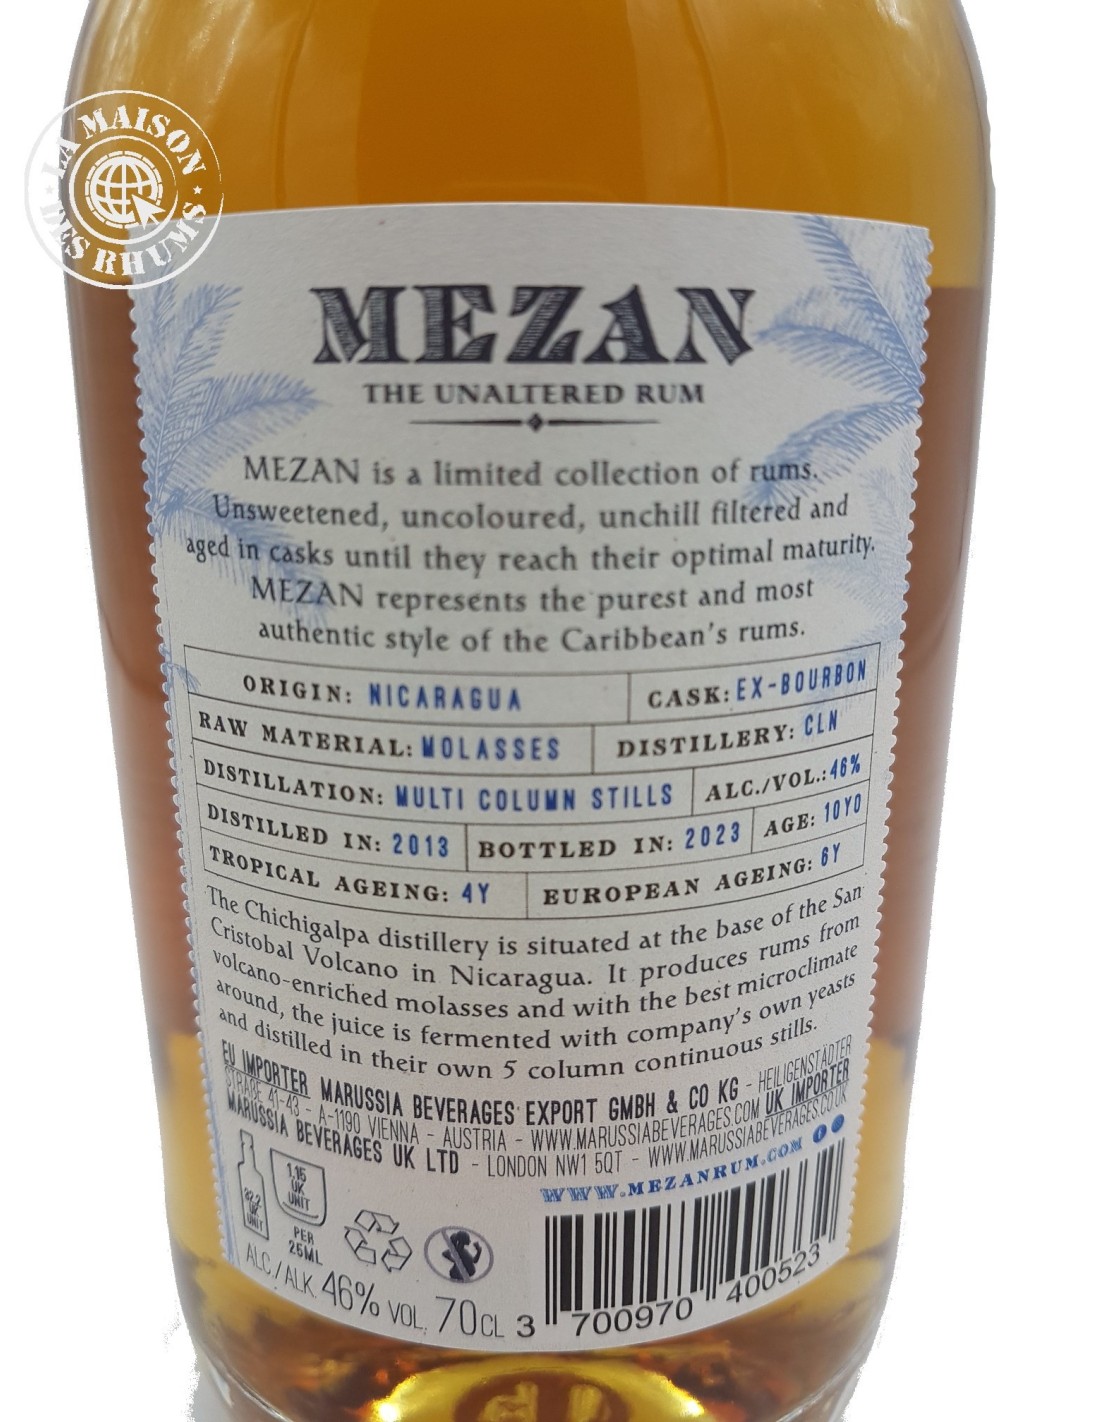 LA MAISON
DES RHUMS
MEZAN
THE UNALTERED RUM
MEZAN is a limited collection of rums.
Unsweetened, uncoloured, unchill filtered and
aged in casks until they reach their optimal maturity.
MEZAN represents the purest and most
authentic style of the Caribbean's rums.
ORIGIN: NICARAGUA CASK: EX-BOURBON
RAW MATERIAL: MOLASSES DISTILLERY: CLN
DISTILLATION: MULTI COLUMN STILLS ALC./VOL.: 46%
DISTILLED IN: 2013 BOTTLED IN: 2023 AGE: 10YO
TROPICAL AGEING: 4Y EUROPEAN AGEING: 6Y
The Chichigalpa distillery is situated at the base of the San
Cristobal Volcano in Nicaragua. It produces rums from
volcano-enriched molasses and with the best microclimate
around, the juice is fermented with company's own yeasts
and distilled in their own 5 column continuous stills.
EU IMPORTER MARUSSIA BEVERAGES EXPORT GMBH & CO KG - HEILIGENSTÄDTER
STRAßE 41-43 - A-1190 VIENNA - AUSTRIA - WWW.MARUSSIABEVERAGES.COM UK IMPORTER
MARUSSIA BEVERAGES UK LTD - LONDON NW1 5QT - WWW.MARUSSIABEVERAGES.CO.UK
WWW.MEZANRUM.COM
32,2
UK
UNIT
1,15
UK
UNIT
PER
25ML
ALC./ALK. 46% VOL. 70CL
3 700970 400523